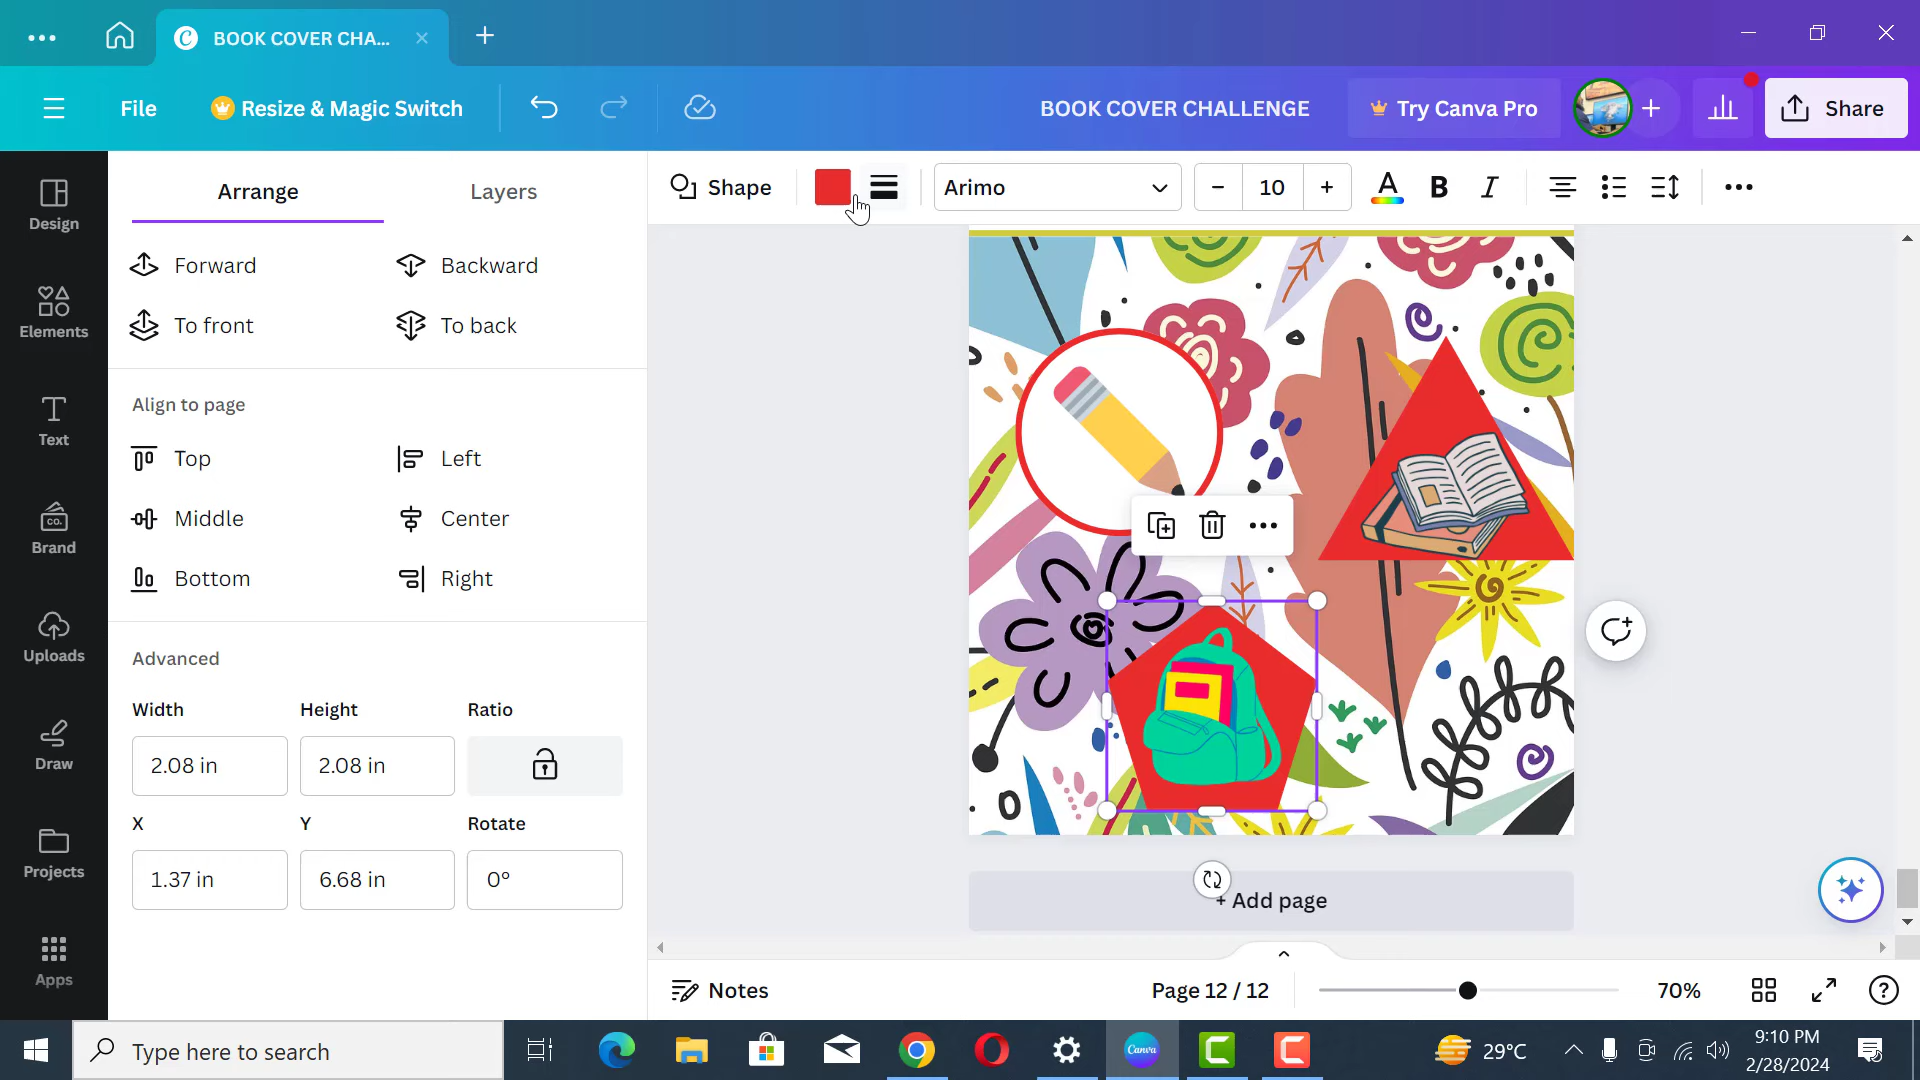 BOOK COVER CHA...
File
Resize & Magic Switch
BOOK COVER CHALLENGE
Try Canva Pro
Share
Design
Elements
Text
CO.
Brand
Uploads
Draw
Projects
Apps
Arrange
Layers
Forward
Backward
To front
To back
Align to page
Top
Left
Middle
Center
Bottom
Right
Advanced
Width
Height
Ratio
2.08 in
2.08 in
X
Y
Rotate
1.37 in
6.68 in
0°
Shape
Arimo
10
+ Add page
Notes
Page 12 / 12
70%
Type here to search
Canva
29°C
9:10 PM
2/28/2024